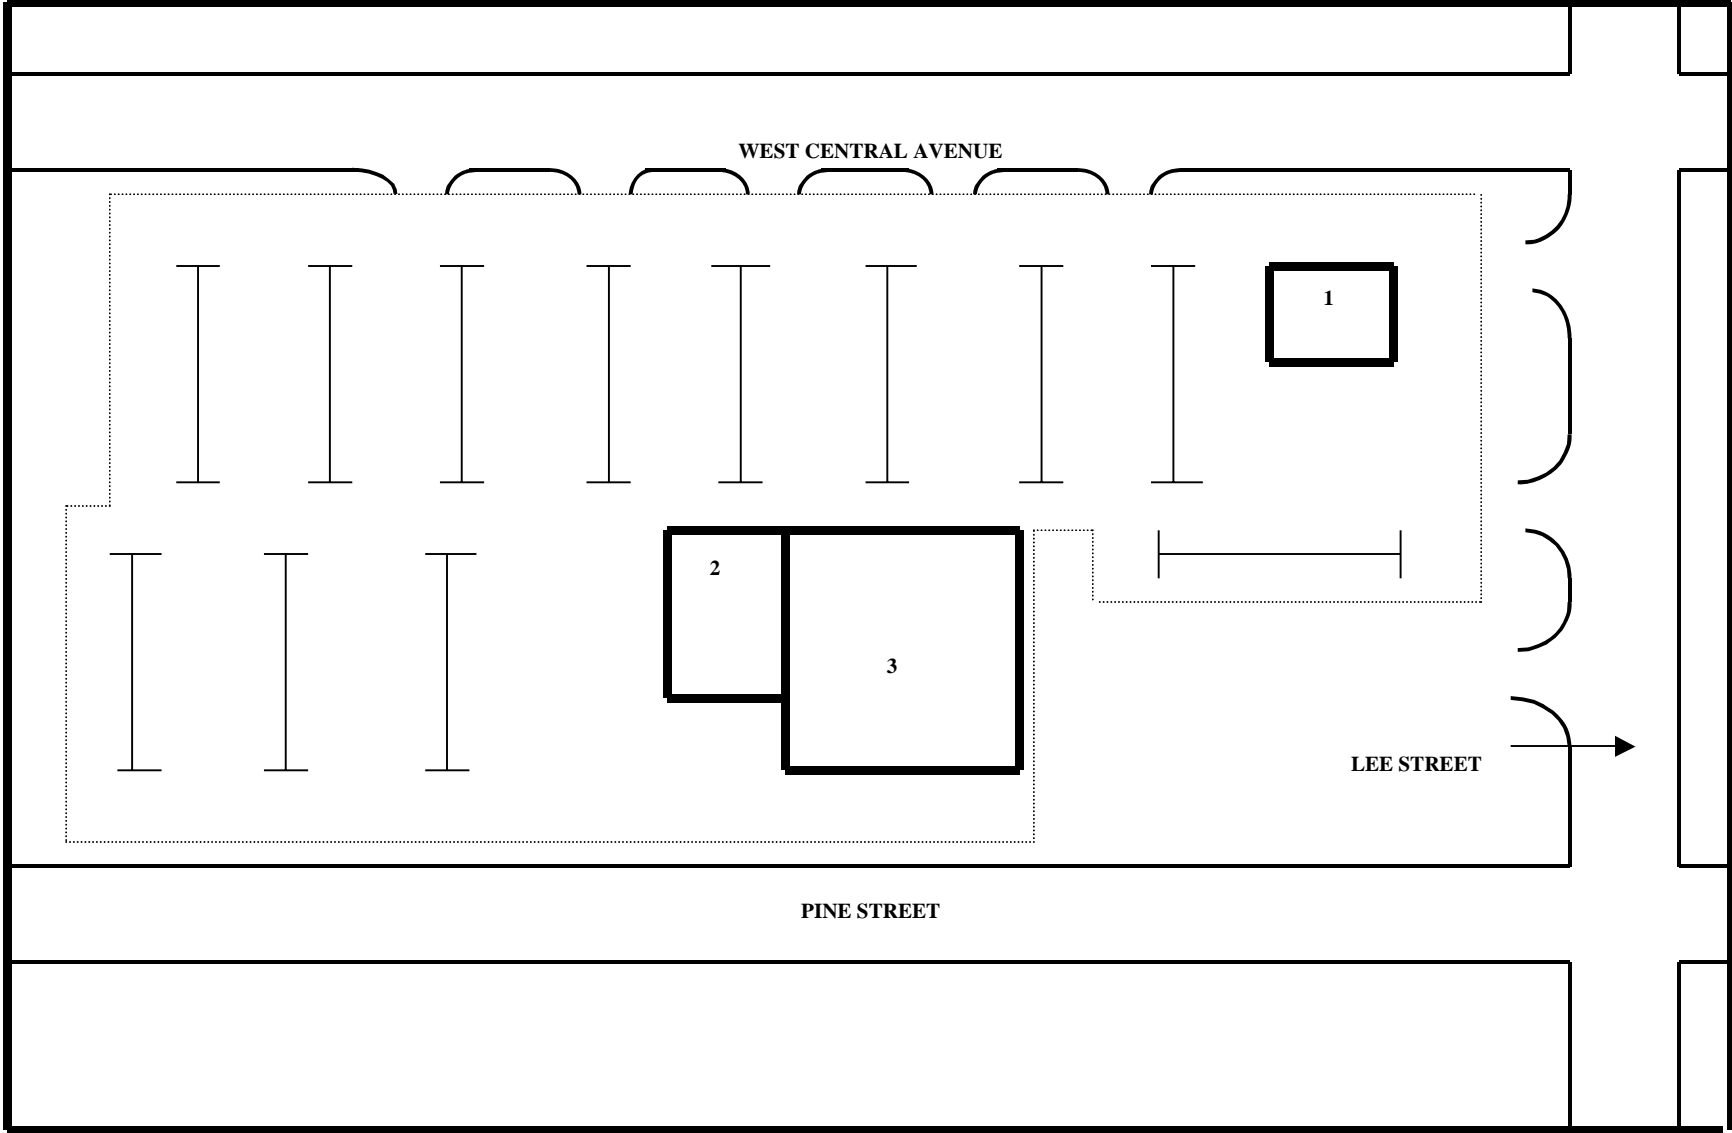 WEST CENTRAL AVENUE
1
2
3
LEE STREET
PINE STREET